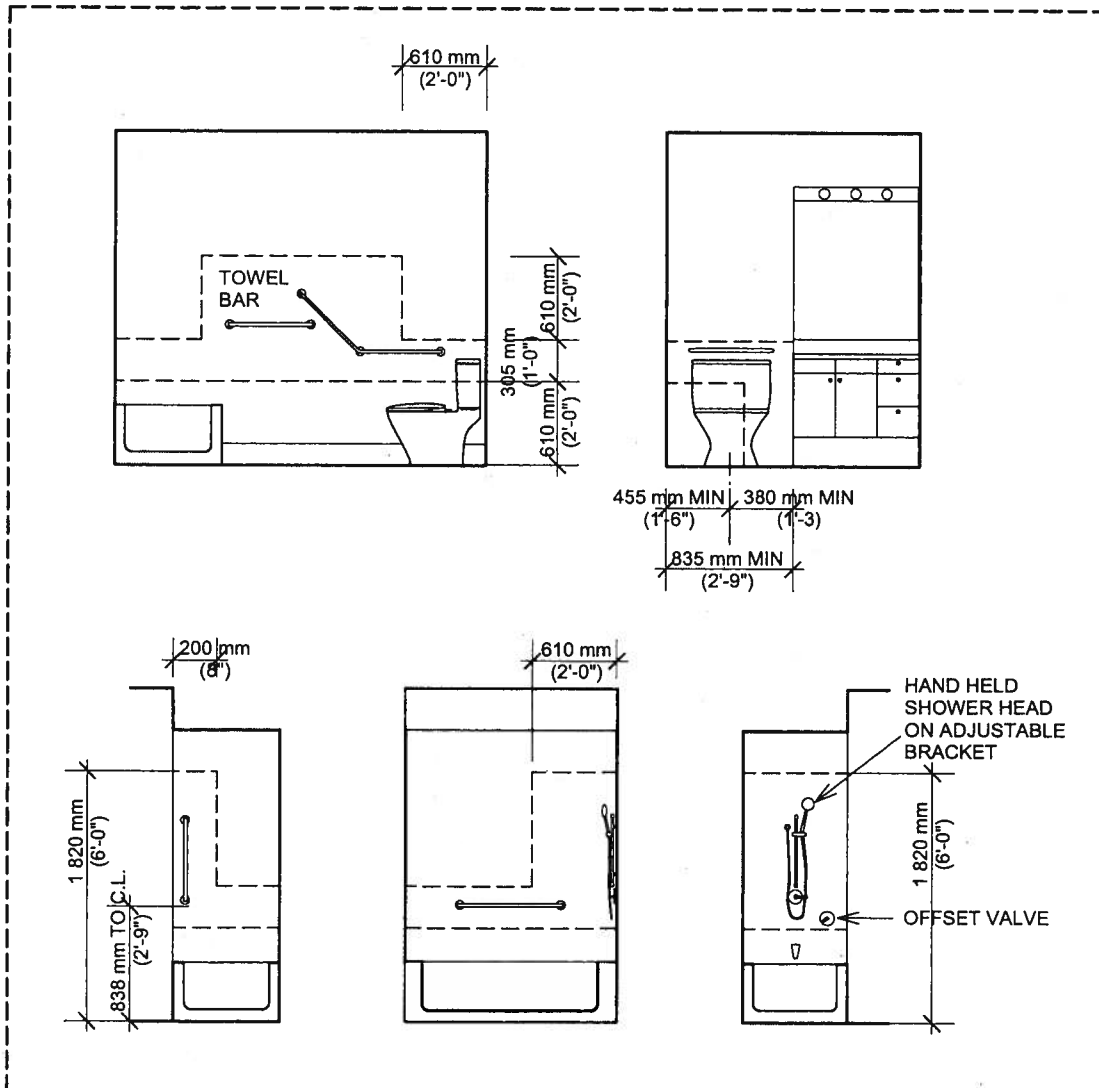 610 mm
(2'-0")
TOWEL
BAR
610 mm
(2'-0")
305 mm
(1'-0")
610 mm
(2'-0")
455 mm MIN
(1'-6")
380 mm MIN
(1'-3)
835 mm MIN
(2'-9")
200 mm
(8")
610 mm
(2'-0")
HAND HELD
SHOWER HEAD
ON ADJUSTABLE
BRACKET
1 820 mm
(6'-0")
838 mm TO C.L.
(2'-9")
1 820 mm
(6'-0")
OFFSET VALVE